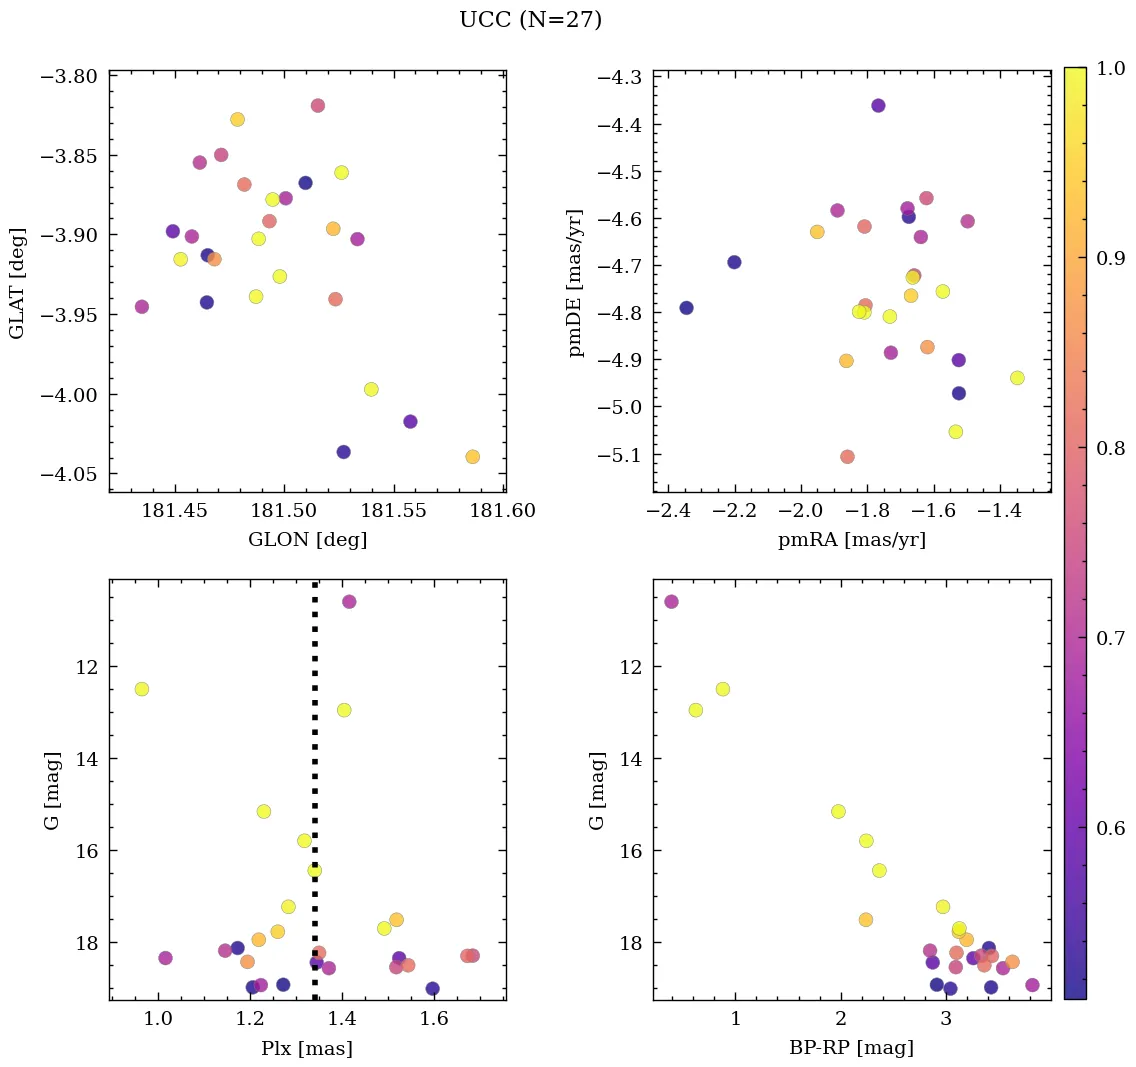 UCC (N=27)
−3.80
−3.85
−3.90
−3.95
−4.00
−4.05
GLAT [deg]
181.45 181.50 181.55 181.60
GLON [deg]
−4.3
−4.4
−4.5
−4.6
−4.7
−4.8
−4.9
−5.0
−5.1
pmDE [mas/yr]
−2.4 −2.2 −2.0 −1.8 −1.6 −1.4
pmRA [mas/yr]
12
14
16
18
G [mag]
1.0 1.2 1.4 1.6
Plx [mas]
12
14
16
18
G [mag]
1 2 3
BP-RP [mag]
1.0
0.9
0.8
0.7
0.6